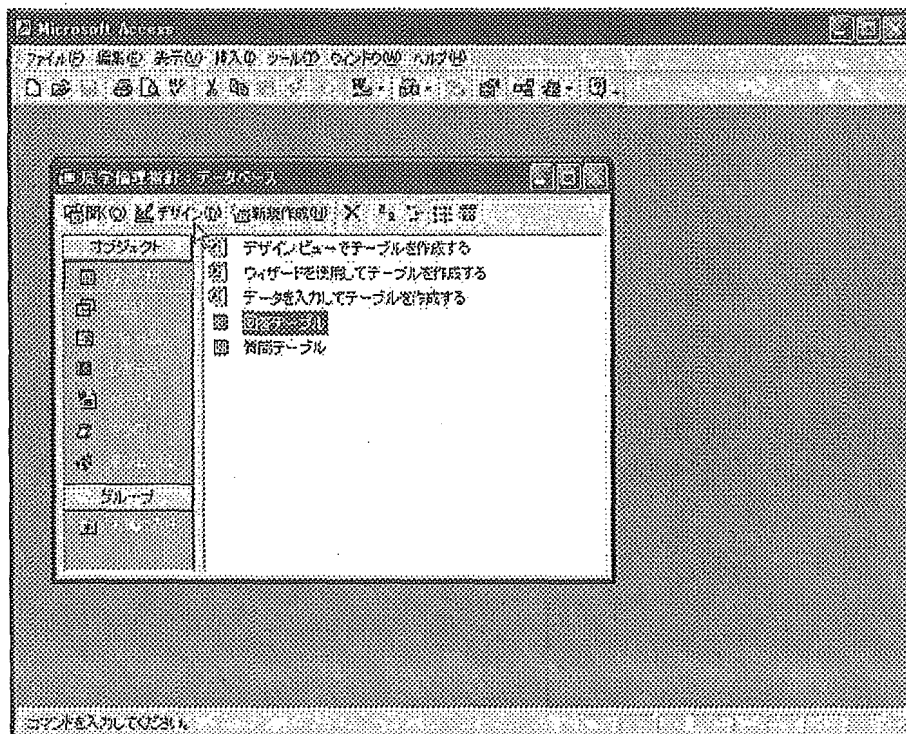 Microsoft Access
ファイル(F) 編集(E) 表示(V) 挿入(I) ツール(T) ウィンドウ(W) ヘルプ(H)
データベース
開く(O) デザイン(D) 新規作成(N)
オブジェクト
デザインビューでテーブルを作成する
ウィザードを使用してテーブルを作成する
データを入力してテーブルを作成する
テーブル
質問テーブル
グループ
コマンドを入力してください。